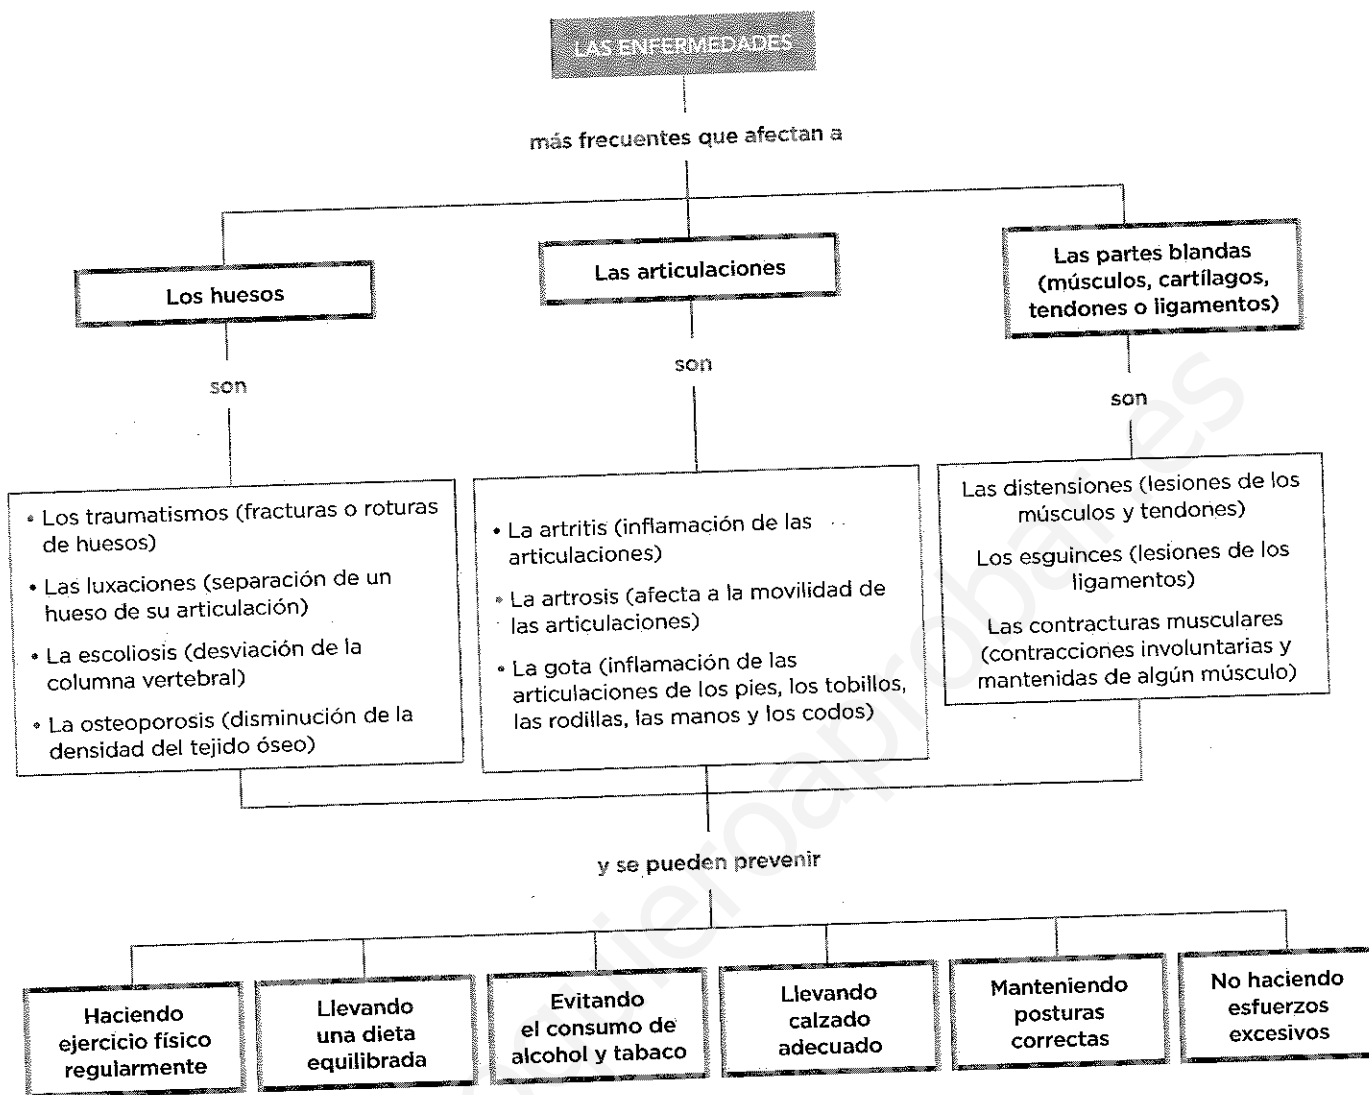 LAS ENFERMEDADES
más frecuentes que afectan a
Los huesos
Las articulaciones
Las partes blandas
(músculos, cartílagos,
tendones o ligamentos)
son
son
son
• Los traumatismos (fracturas o roturas
de huesos)
• Las luxaciones (separación de un
hueso de su articulación)
• La escoliosis (desviación de la
columna vertebral)
• La osteoporosis (disminución de la
densidad del tejido óseo)
• La artritis (inflamación de las
articulaciones)
• La artrosis (afecta a la movilidad de
las articulaciones)
• La gota (inflamación de las
articulaciones de los pies, los tobillos,
las rodillas, las manos y los codos)
Las distensiones (lesiones de los
músculos y tendones)
Los esguinces (lesiones de los
ligamentos)
Las contracturas musculares
(contracciones involuntarias y
mantenidas de algún músculo)
y se pueden prevenir
Haciendo
ejercicio físico
regularmente
Llevando
una dieta
equilibrada
Evitando
el consumo de
alcohol y tabaco
Llevando
calzado
adecuado
Manteniendo
posturas
correctas
No haciendo
esfuerzos
excesivos
quieroaprobar.es